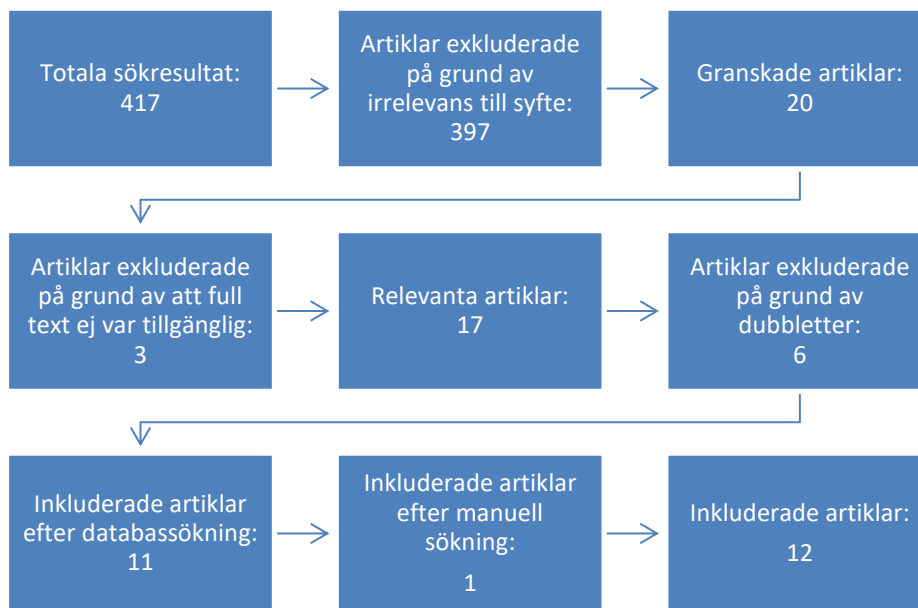 Totala sökresultat:
417
Artiklar exkluderade
på grund av
irrelevans till syfte:
397
Granskade artiklar:
20
Artiklar exkluderade
på grund av att full
text ej var tillgänglig:
3
Relevanta artiklar:
17
Artiklar exkluderade
på grund av
dubbletter:
6
Inkluderade artiklar
efter databassökning:
11
Inkluderade artiklar
efter manuell
sökning:
1
Inkluderade artiklar:
12